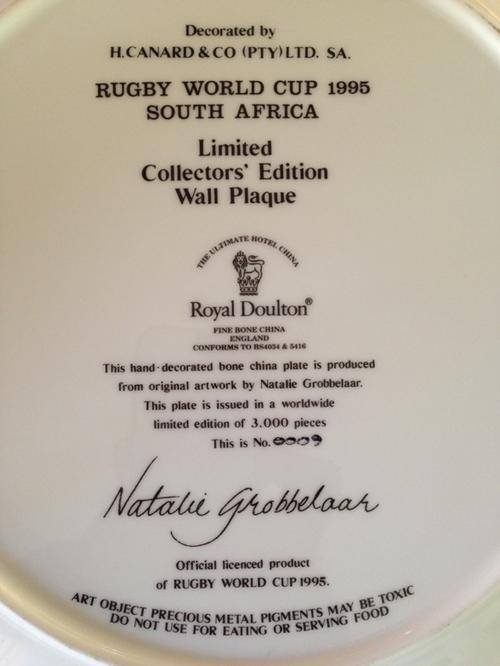 Decorated by
H.CANARD & CO (PTY) LTD. SA.
RUGBY WORLD CUP 1995
SOUTH AFRICA
Limited
Collectors' Edition
Wall Plaque
THE ULTIMATE HOTEL CHINA
Royal Doulton®
FINE BONE CHINA
ENGLAND
CONFORMS TO BS4034 & 5416
This hand-decorated bone china plate is produced
from original artwork by Natalie Grobbelaar.
This plate is issued in a worldwide
limited edition of 3.000 pieces
This is No. 0009
Natalie Grobbelaar
Official licenced product
of RUGBY WORLD CUP 1995.
ART OBJECT PRECIOUS METAL PIGMENTS MAY BE TOXIC
DO NOT USE FOR EATING OR SERVING FOOD